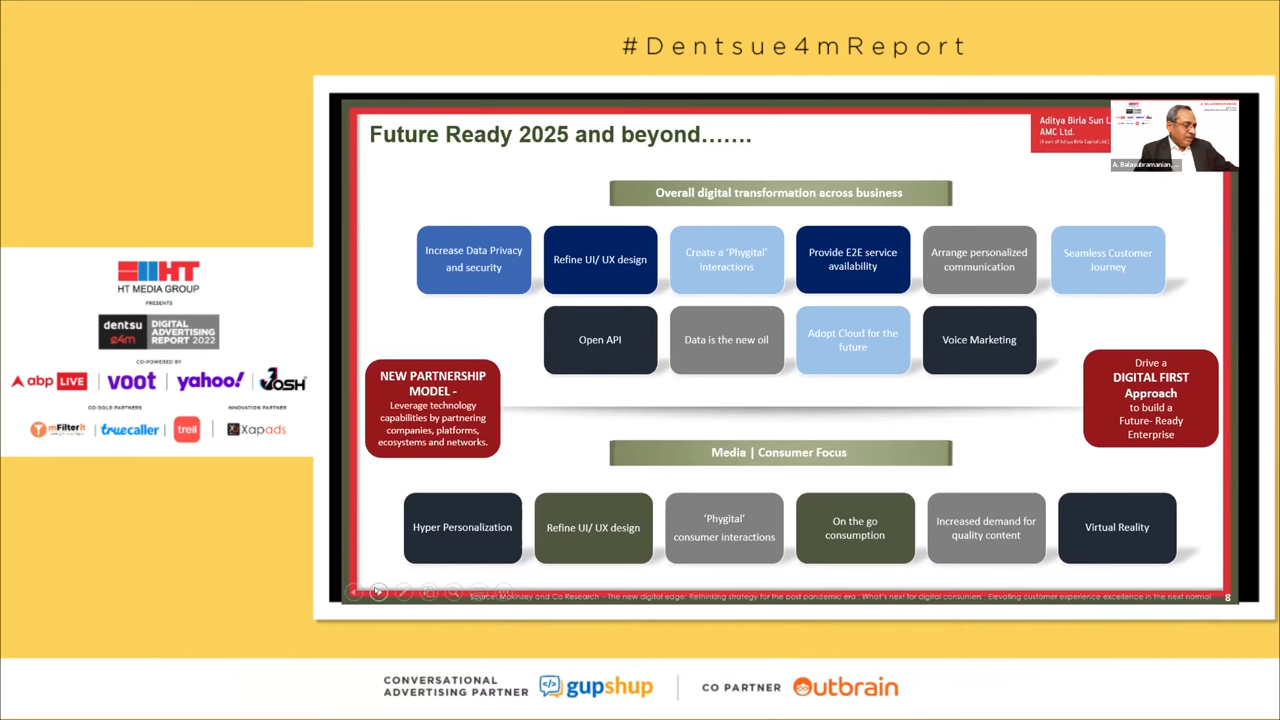 #Dentsue4mReport
HT
HT MEDIA GROUP
PRESENTS
dentsu
e4m
DIGITAL
ADVERTISING
REPORT 2022
CO-POWERED BY
abp LIVE
VOOT
yahoo!
JOSH
CO-GOLD PARTNERS
INNOVATION PARTNER
mFilterIt
truecaller
trell
Xapads
Future Ready 2025 and beyond…….
Aditya Birla Sun L
AMC Ltd.
(A part of Aditya Birla Capital Ltd.)
A. Balasubramanian,...
Overall digital transformation across business
Increase Data Privacy
and security
Refine UI/ UX design
Create a ‘Phygital’
interactions
Provide E2E service
availability
Arrange personalized
communication
Seamless Customer
Journey
Open API
Data is the new oil
Adopt Cloud for the
future
Voice Marketing
NEW PARTNERSHIP
MODEL -
Leverage technology
capabilities by partnering
companies, platforms,
ecosystems and networks.
Drive a
DIGITAL FIRST
Approach
to build a
Future- Ready
Enterprise
Media | Consumer Focus
Hyper Personalization
Refine UI/ UX design
‘Phygital’
consumer interactions
On the go
consumption
Increased demand for
quality content
Virtual Reality
Source: Mckinsey and Co Research - The new digital edge: Rethinking strategy for the post pandemic era ; What's next for digital consumers ; Elevating customer experience excellence in the next normal
8
CONVERSATIONAL
ADVERTISING PARTNER
gupshup
CO PARTNER
Outbrain